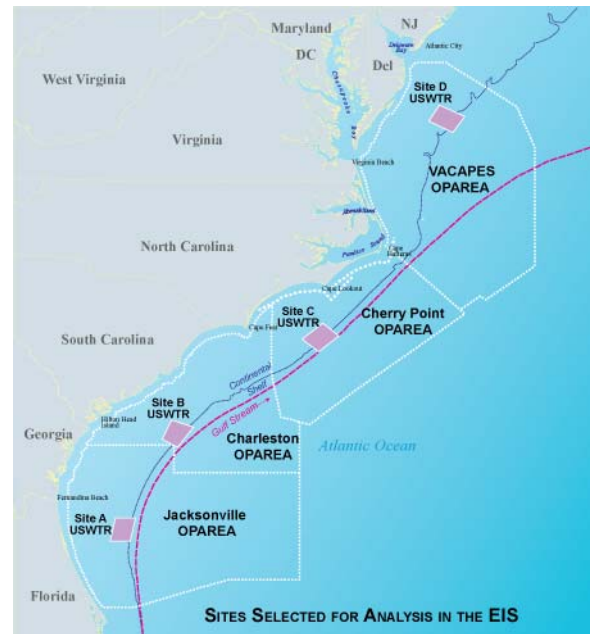 Maryland
NJ
DC
Delaware
Bay
Atlantic City
Del
West Virginia
Chesapeake
Bay
Site D
USWTR
Virginia
Virginia Beach
VACAPES
OPAREA
Albemarle Sound
Pamlico Sound
Cape
Hatteras
North Carolina
Cape Lookout
Site C
USWTR
Cherry Point
OPAREA
Cape Fear
South Carolina
Continental
Shelf
Gulf Stream
Site B
USWTR
Hilton Head
Island
Georgia
Charleston
OPAREA
Atlantic Ocean
Fernandina Beach
Site A
USWTR
Jacksonville
OPAREA
Florida
SITES SELECTED FOR ANALYSIS IN THE EIS